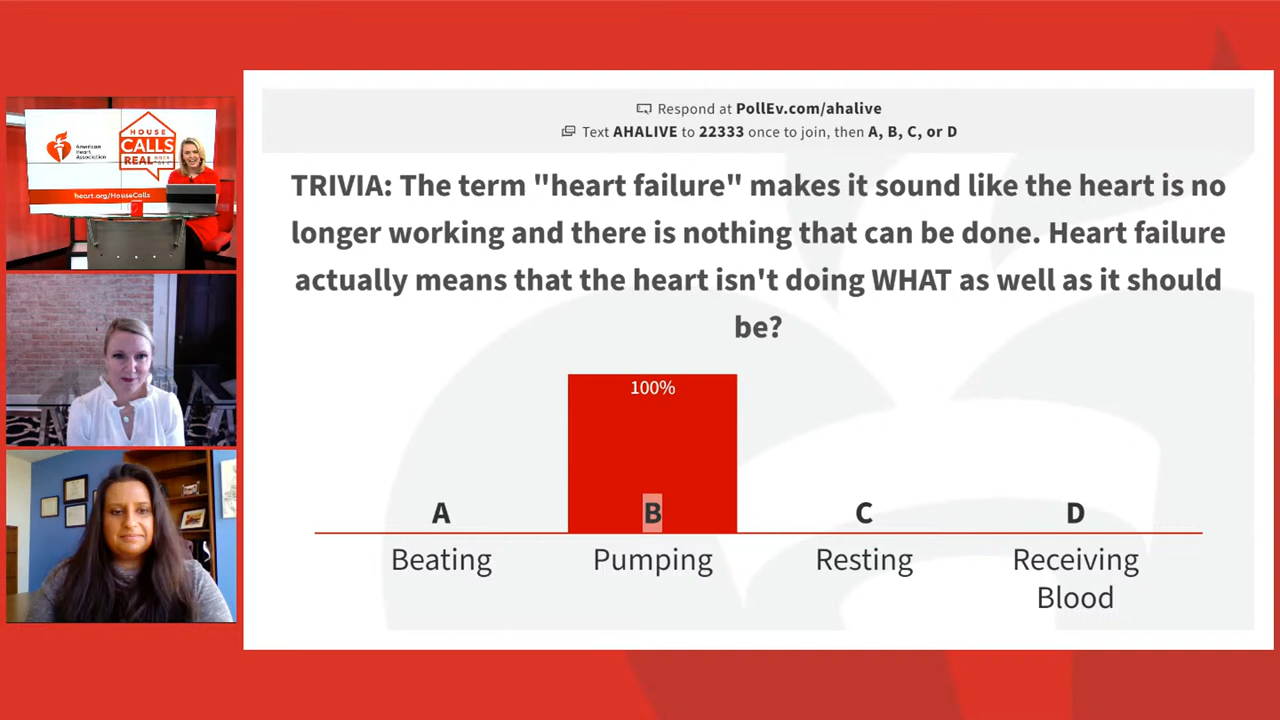 HOUSE
CALLS
REAL
American
Heart
Association
heart.org/HouseCalls
Respond at PollEv.com/ahalive
Text AHALIVE to 22333 once to join, then A, B, C, or D
TRIVIA: The term "heart failure" makes it sound like the heart is no
longer working and there is nothing that can be done. Heart failure
actually means that the heart isn't doing WHAT as well as it should
be?
100%
A B C D
Beating Pumping Resting Receiving
Blood